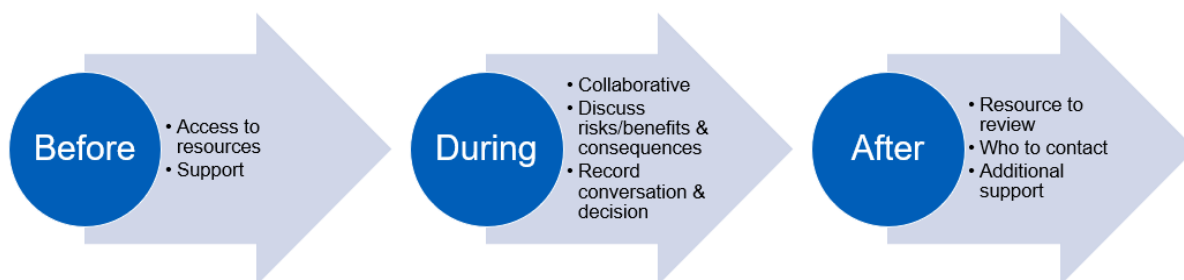 Before
• Access to
resources
• Support
During
• Collaborative
• Discuss
risks/benefits &
consequences
• Record
conversation &
decision
After
• Resource to
review
• Who to contact
• Additional
support